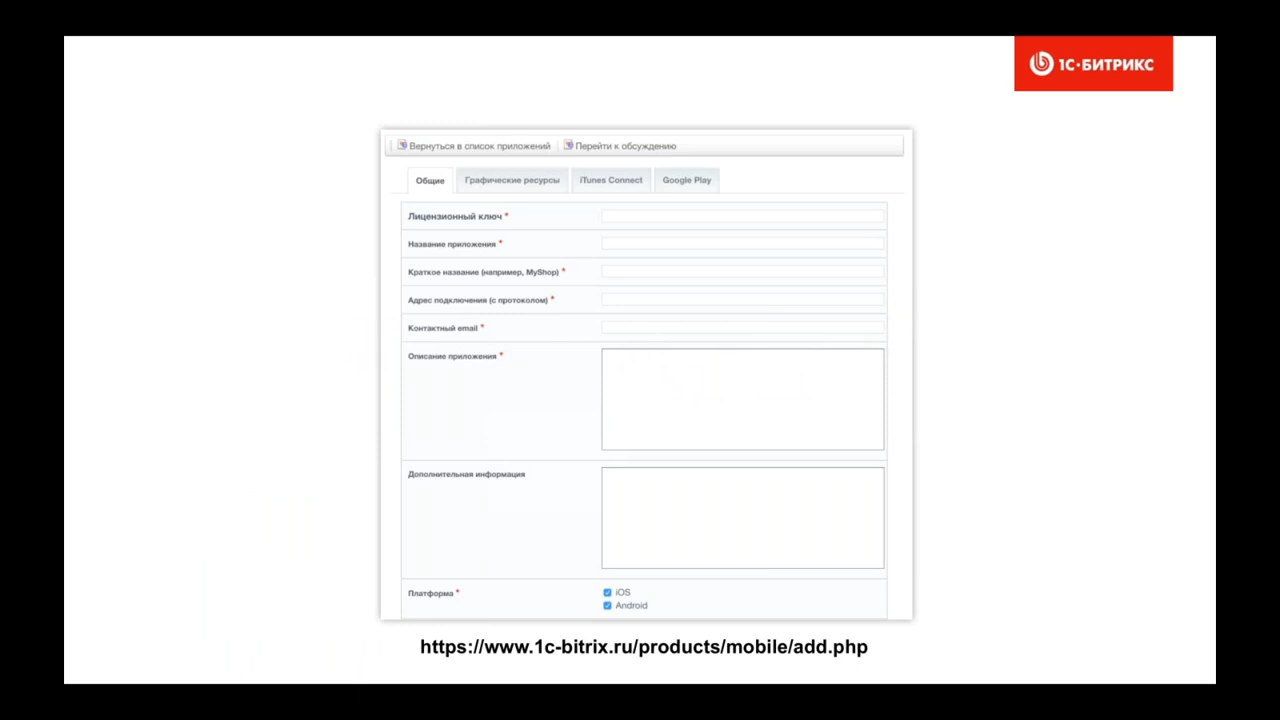 1С·БИТРИКС
Вернуться в список приложений Перейти к обсуждению
Общие Графические ресурсы iTunes Connect Google Play
Лицензионный ключ *
Название приложения *
Краткое название (например, MyShop) *
Адрес подключения (с протоколом) *
Контактный email *
Описание приложения *
Дополнительная информация
Платформа * iOS
Android
https://www.1c-bitrix.ru/products/mobile/add.php